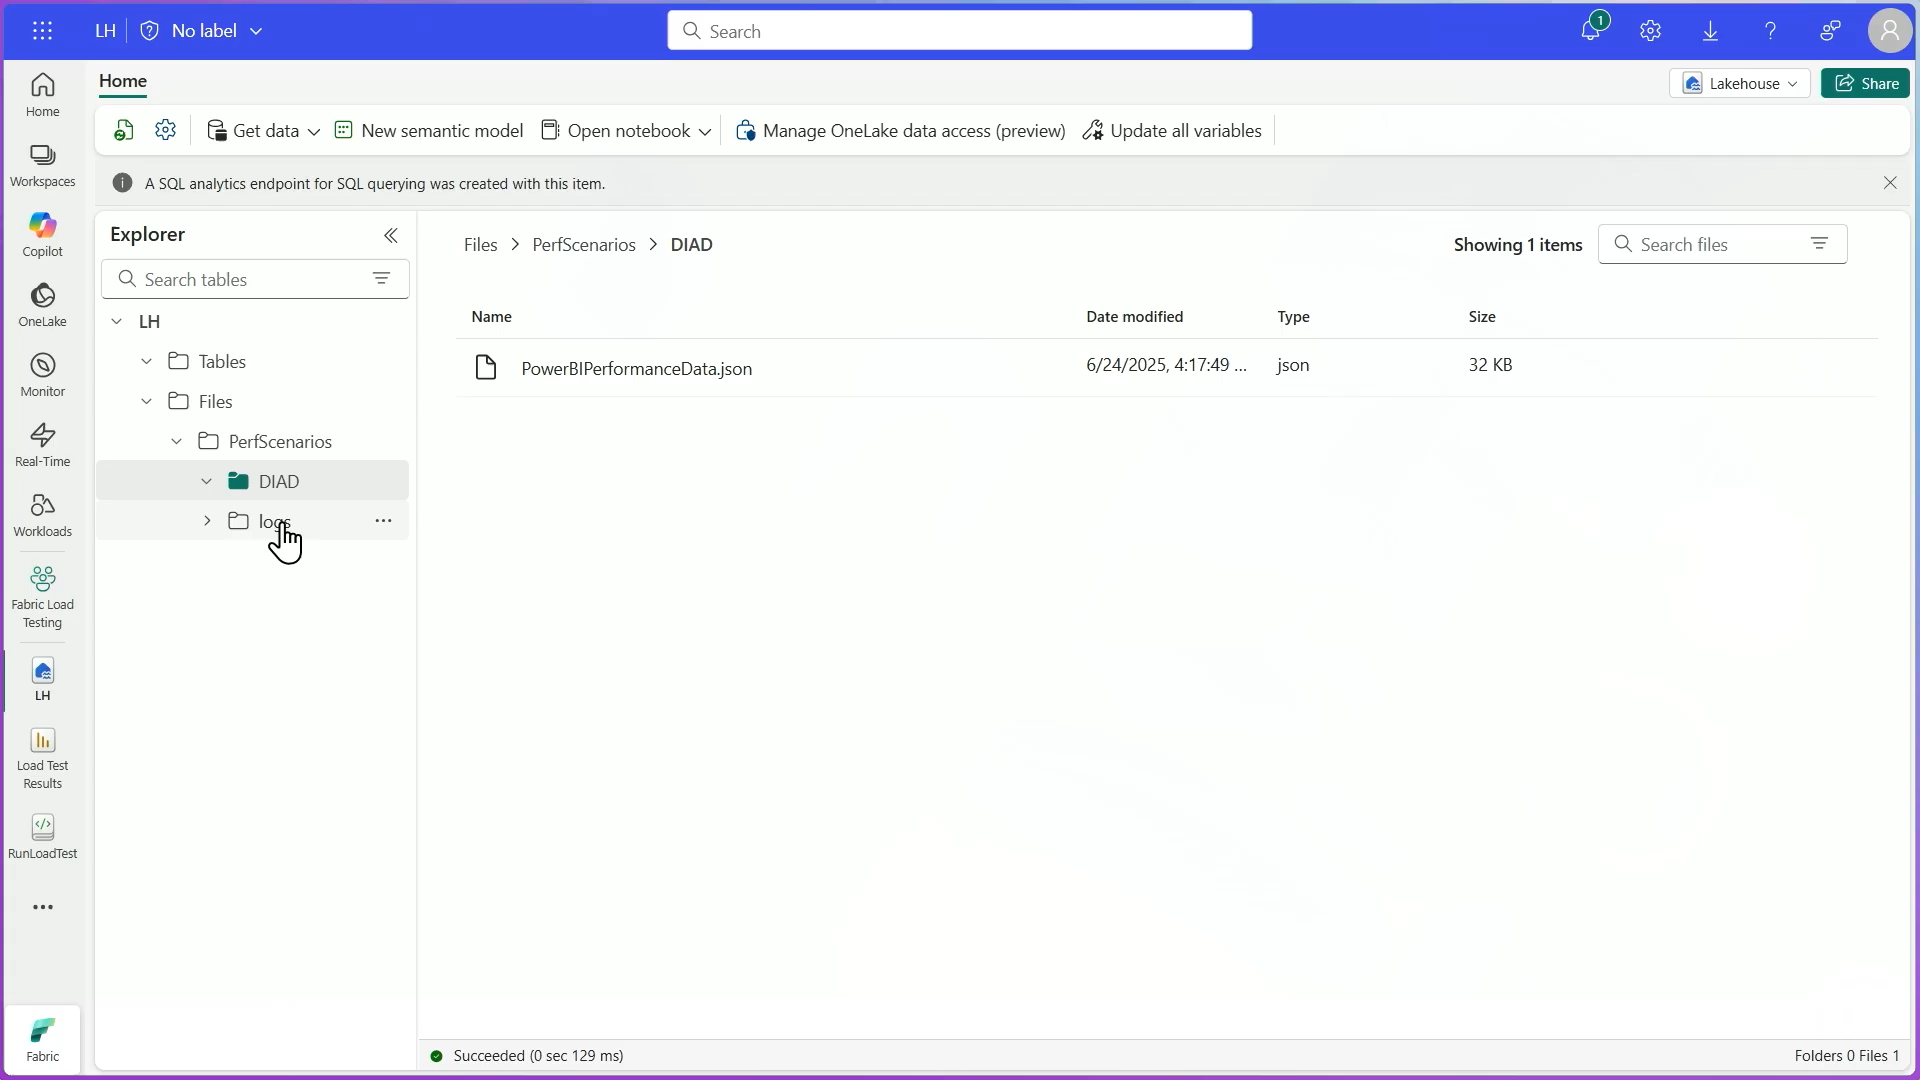 LH
No label
Search
1
Home
Lakehouse
Share
Get data
New semantic model
Open notebook
Manage OneLake data access (preview)
Update all variables
A SQL analytics endpoint for SQL querying was created with this item.
Home
Workspaces
Copilot
OneLake
Monitor
Real-Time
Workloads
Fabric Load
Testing
LH
Load Test
Results
RunLoadTest
Fabric
Explorer
Search tables
LH
Tables
Files
PerfScenarios
DIAD
logs
Files > PerfScenarios > DIAD
Showing 1 items
Search files
Name Date modified Type Size
PowerBIPerformanceData.json 6/24/2025, 4:17:49 ... json 32 KB
Succeeded (0 sec 129 ms)
Folders 0 Files 1